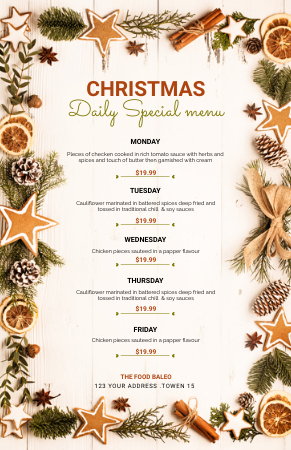 CHRISTMAS
Daily Special menu
MONDAY
Pieces of checken cooked in rich tomato sauce with herbs and
spices and touch of butter then garnished with cream
$19.99
TUESDAY
Cauliflower marinated in battered spices deep fried and
tossed in traditional chill & soy sauces
$19.99
WEDNESDAY
Chicken pieces sauteed in a papper flavour
$19.99
THURSDAY
Cauliflower marinated in battered spices deep fried and
tossed in traditional chill & soy sauces
$19.99
FRIDAY
Chicken pieces sauteed in a papper flavour
$19.99
THE FOOD BALEO
123 YOUR ADDRESS .TOWEN 15